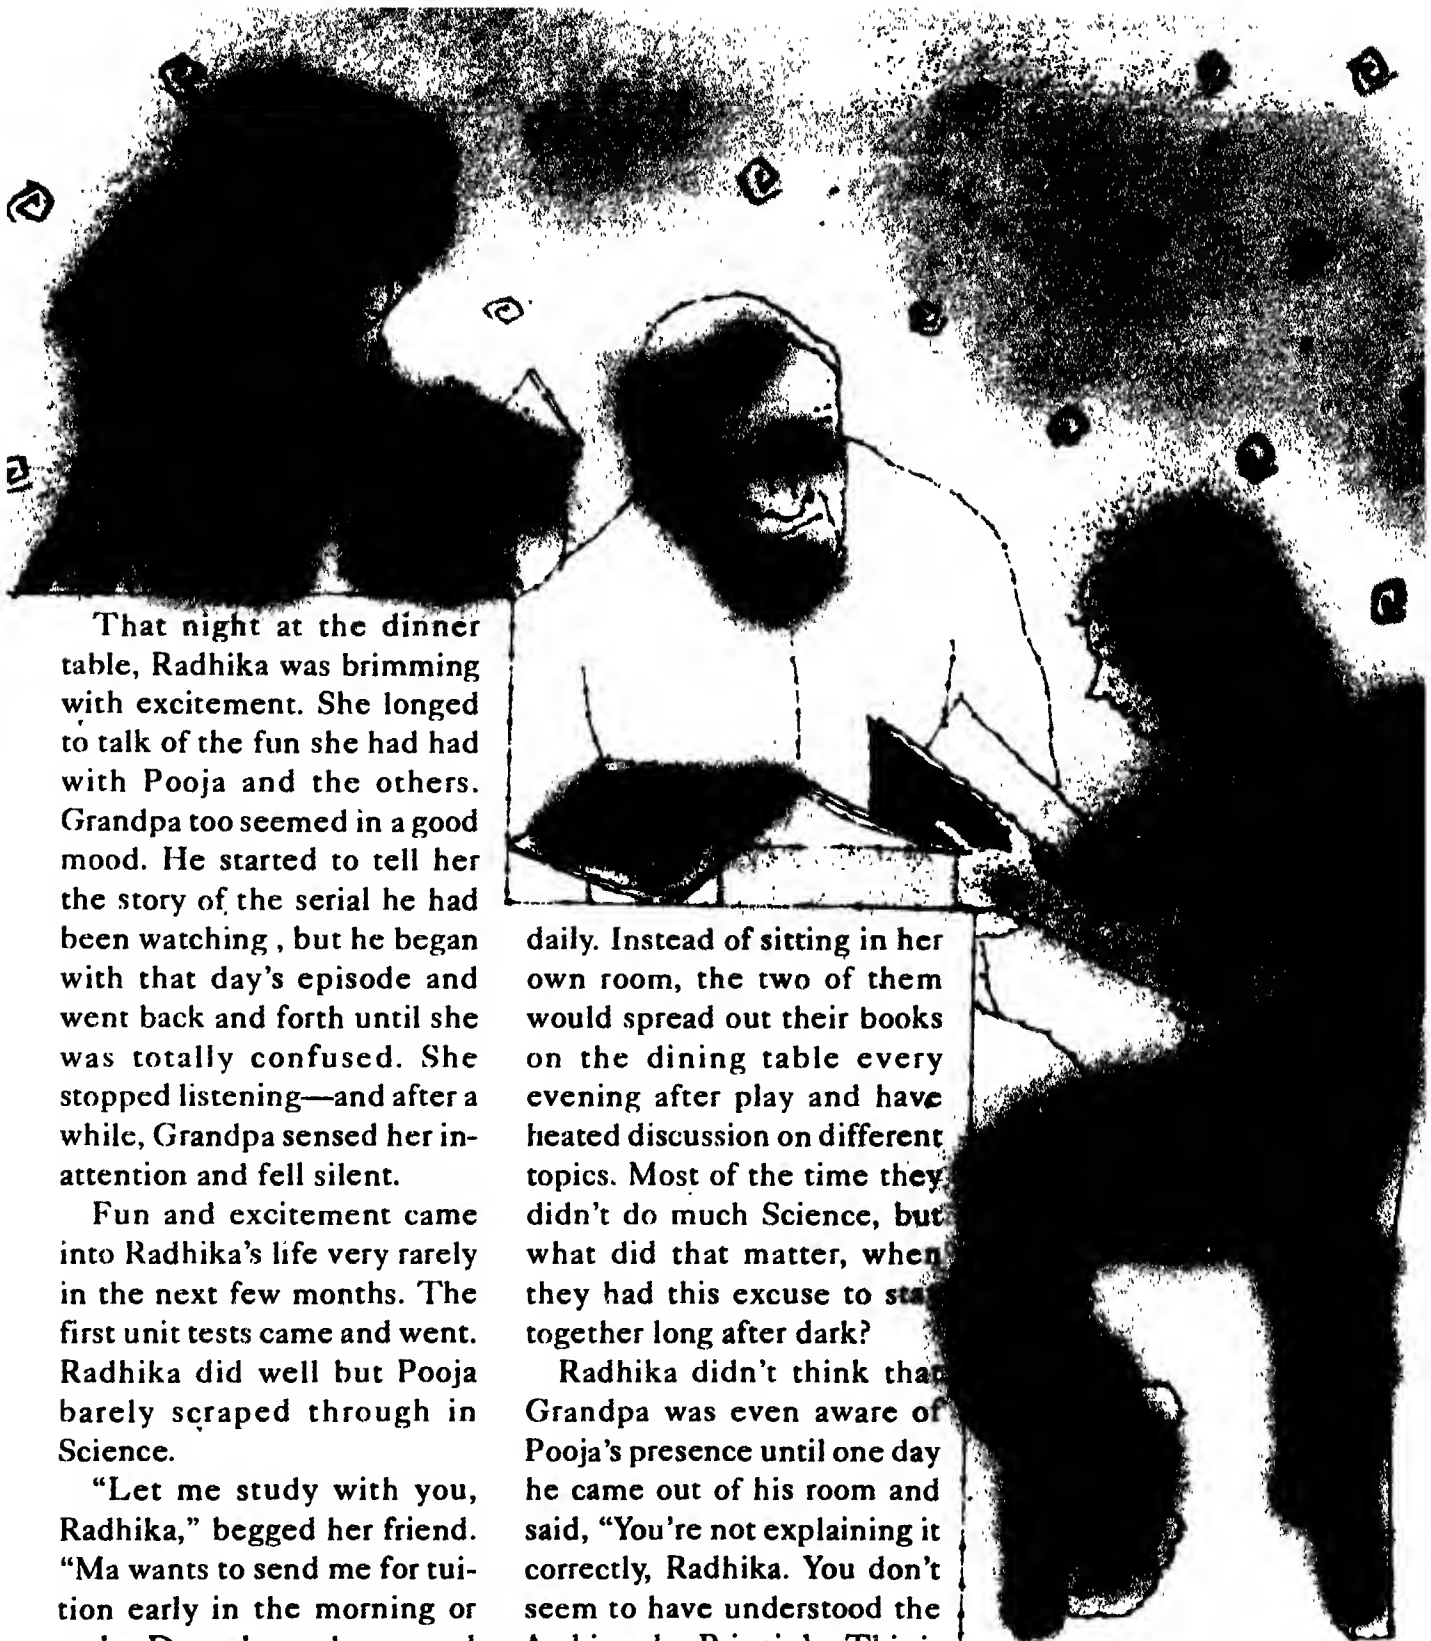 That night at the dinner
table, Radhika was brimming
with excitement. She longed
to talk of the fun she had had
with Pooja and the others.
Grandpa too seemed in a good
mood. He started to tell her
the story of the serial he had
been watching , but he began
with that day's episode and
went back and forth until she
was totally confused. She
stopped listening—and after a
while, Grandpa sensed her in-
attention and fell silent.
Fun and excitement came
into Radhika's life very rarely
in the next few months. The
first unit tests came and went.
Radhika did well but Pooja
barely scraped through in
Science.
“Let me study with you,
Radhika,” begged her friend.
“Ma wants to send me for tui-
tion early in the morning or
daily. Instead of sitting in her
own room, the two of them
would spread out their books
on the dining table every
evening after play and have
heated discussion on different
topics. Most of the time they
didn't do much Science, but
what did that matter, when
they had this excuse to stay
together long after dark?
Radhika didn't think that
Grandpa was even aware of
Pooja's presence until one day
he came out of his room and
said, “You're not explaining it
correctly, Radhika. You don't
seem to have understood the